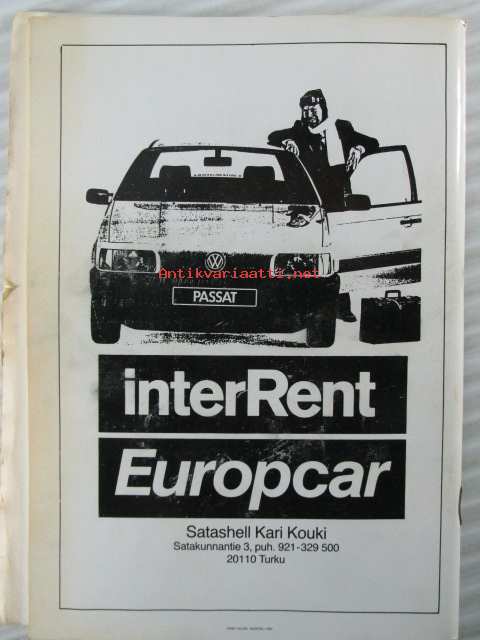 Antikvariaatti.net
PASSAT
interRent
Europcar
Satashell Kari Kouki
Satakunnantie 3, puh. 921-329 500
20110 Turku